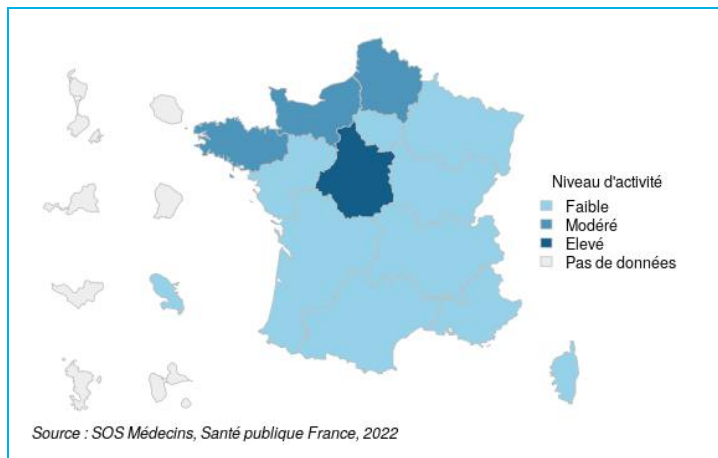 Niveau d'activité
Faible
Modéré
Elevé
Pas de données
Source : SOS Médecins, Santé publique France, 2022